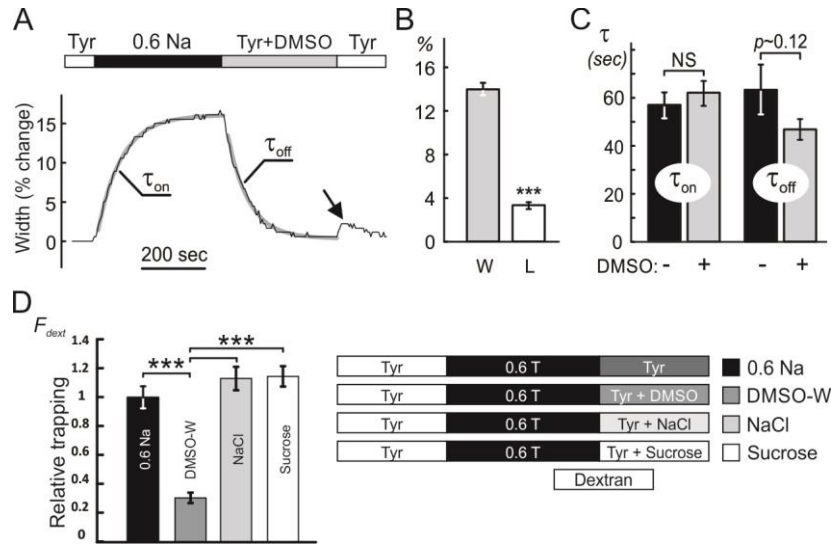 A
Tyr 0.6 Na Tyr+DMSO Tyr
Width (% change)
15
10
5
0
τon
τoff
200 sec
B
%
14
12
8
4
0
***
W L
C
τ
(sec)
80
60
40
20
0
NS
p~0.12
τon
τoff
DMSO: - + - +
D
Fdext
Relative trapping
1.4
1.2
1
0.8
0.6
0.4
0.2
0
*** ***
0.6 Na
DMSO-W
NaCl
Sucrose
Tyr 0.6 T Tyr
Tyr 0.6 T Tyr + DMSO
Tyr 0.6 T Tyr + NaCl
Tyr 0.6 T Tyr + Sucrose
Dextran
0.6 Na
DMSO-W
NaCl
Sucrose